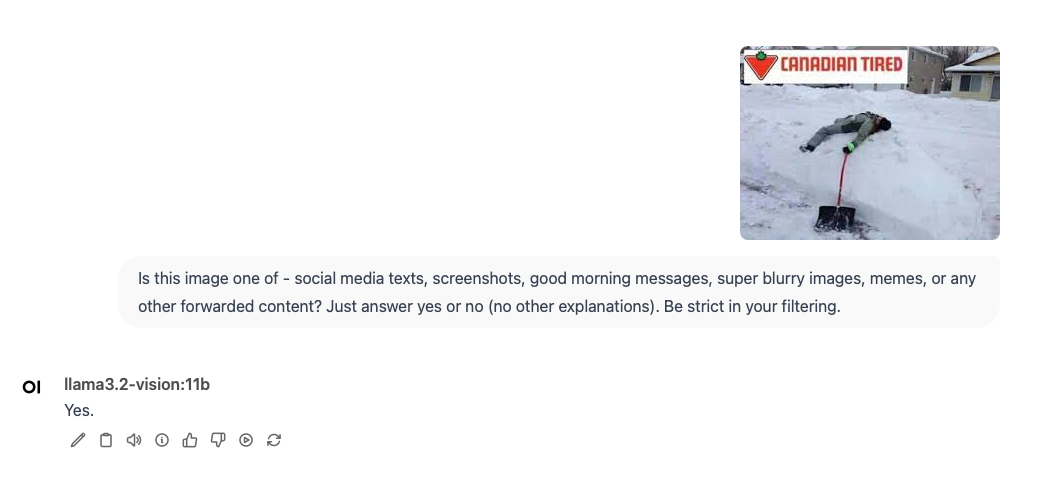 CANADIAN TIRED
Is this image one of - social media texts, screenshots, good morning messages, super blurry images, memes, or any
other forwarded content? Just answer yes or no (no other explanations). Be strict in your filtering.
OI
llama3.2-vision:11b
Yes.